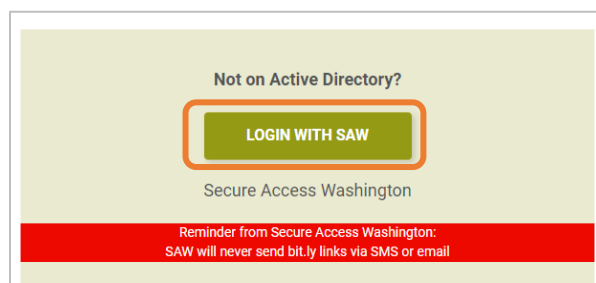 Not on Active Directory?
LOGIN WITH SAW
Secure Access Washington
Reminder from Secure Access Washington:
SAW will never send bit.ly links via SMS or email